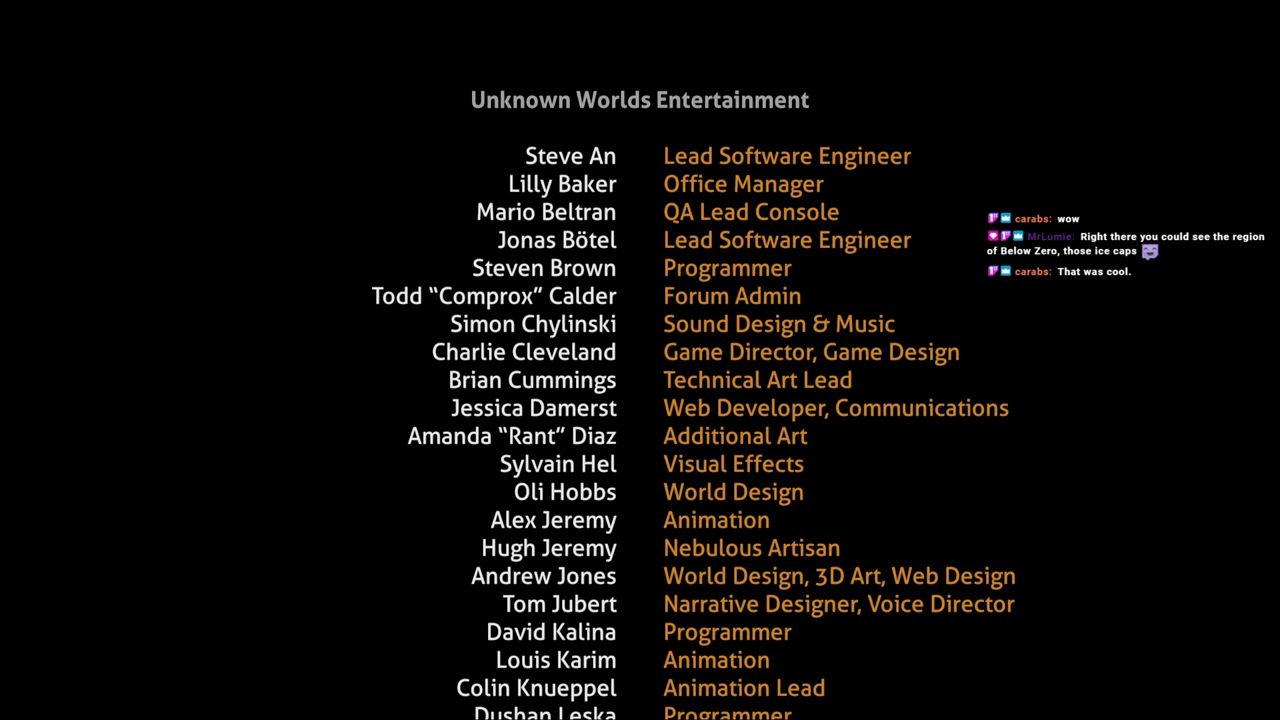 Unknown Worlds Entertainment
Steve An Lead Software Engineer
Lilly Baker Office Manager
Mario Beltran QA Lead Console
Jonas Bötel Lead Software Engineer
Steven Brown Programmer
Todd “Comprox” Calder Forum Admin
Simon Chylinski Sound Design & Music
Charlie Cleveland Game Director, Game Design
Brian Cummings Technical Art Lead
Jessica Damerst Web Developer, Communications
Amanda “Rant” Diaz Additional Art
Sylvain Hel Visual Effects
Oli Hobbs World Design
Alex Jeremy Animation
Hugh Jeremy Nebulous Artisan
Andrew Jones World Design, 3D Art, Web Design
Tom Jubert Narrative Designer, Voice Director
David Kalina Programmer
Louis Karim Animation
Colin Knueppel Animation Lead
Dushan Leska Programmer
carabs: wow
MrLumie: Right there you could see the region
of Below Zero, those ice caps
carabs: That was cool.